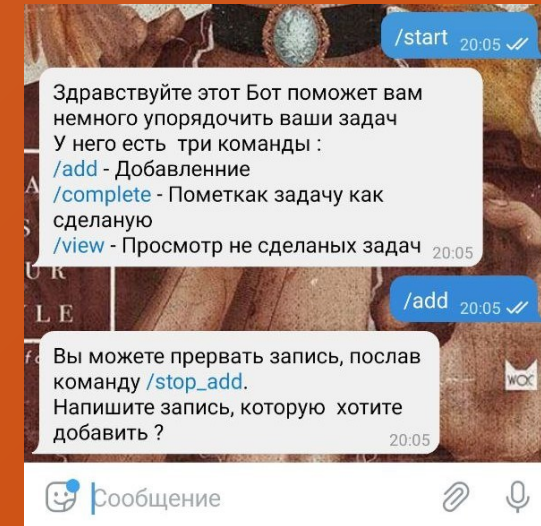 /start 20:05
Здравствуйте этот Бот поможет вам
немного упорядочить ваши задач
У него есть три команды :
/add - Добавленние
/complete - Пометкак задачу как
сделаную
/view - Просмотр не сделаных задач 20:05
/add 20:05
Вы можете прервать запись, послав
команду /stop_add.
Напишите запись, которую хотите
добавить ?
20:05
WOC
Сообщение